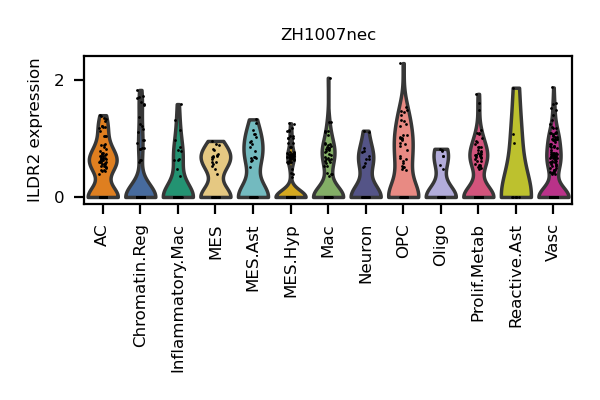 ZH1007nec
ILDR2 expression
2
0
AC
Chromatin.Reg
Inflammatory.Mac
MES
MES.Ast
MES.Hyp
Mac
Neuron
OPC
Oligo
Prolif.Metab
Reactive.Ast
Vasc